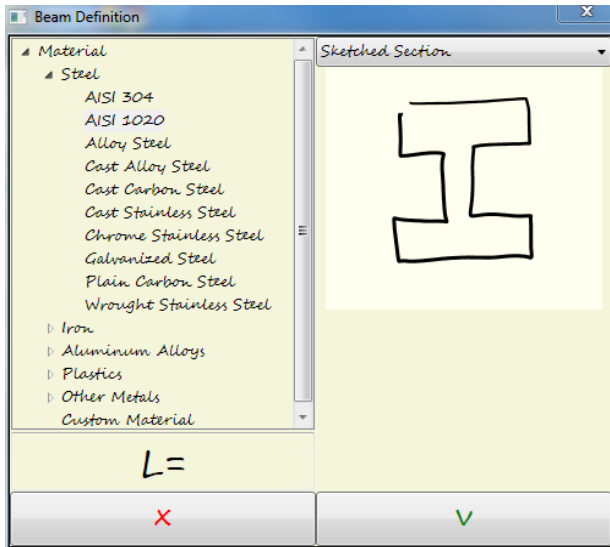 Beam Definition
Material
Steel
AISI 304
AISI 1020
Alloy Steel
Cast Alloy Steel
Cast Carbon Steel
Cast Stainless Steel
Chrome Stainless Steel
Galvanized Steel
Plain Carbon Steel
Wrought Stainless Steel
Iron
Aluminum Alloys
Plastics
Other Metals
Custom Material
L=
X
Sketched Section
V